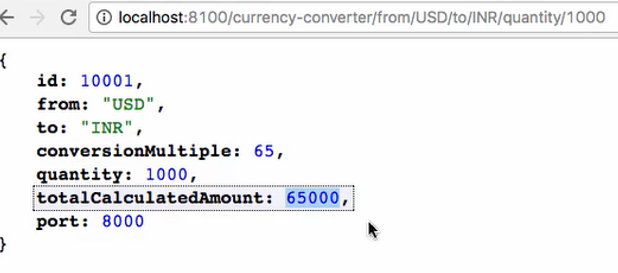 localhost:8100/currency-converter/from/USD/to/INR/quantity/1000
{
id: 10001,
from: "USD",
to: "INR",
conversionMultiple: 65,
quantity: 1000,
totalCalculatedAmount: 65000,
port: 8000
}